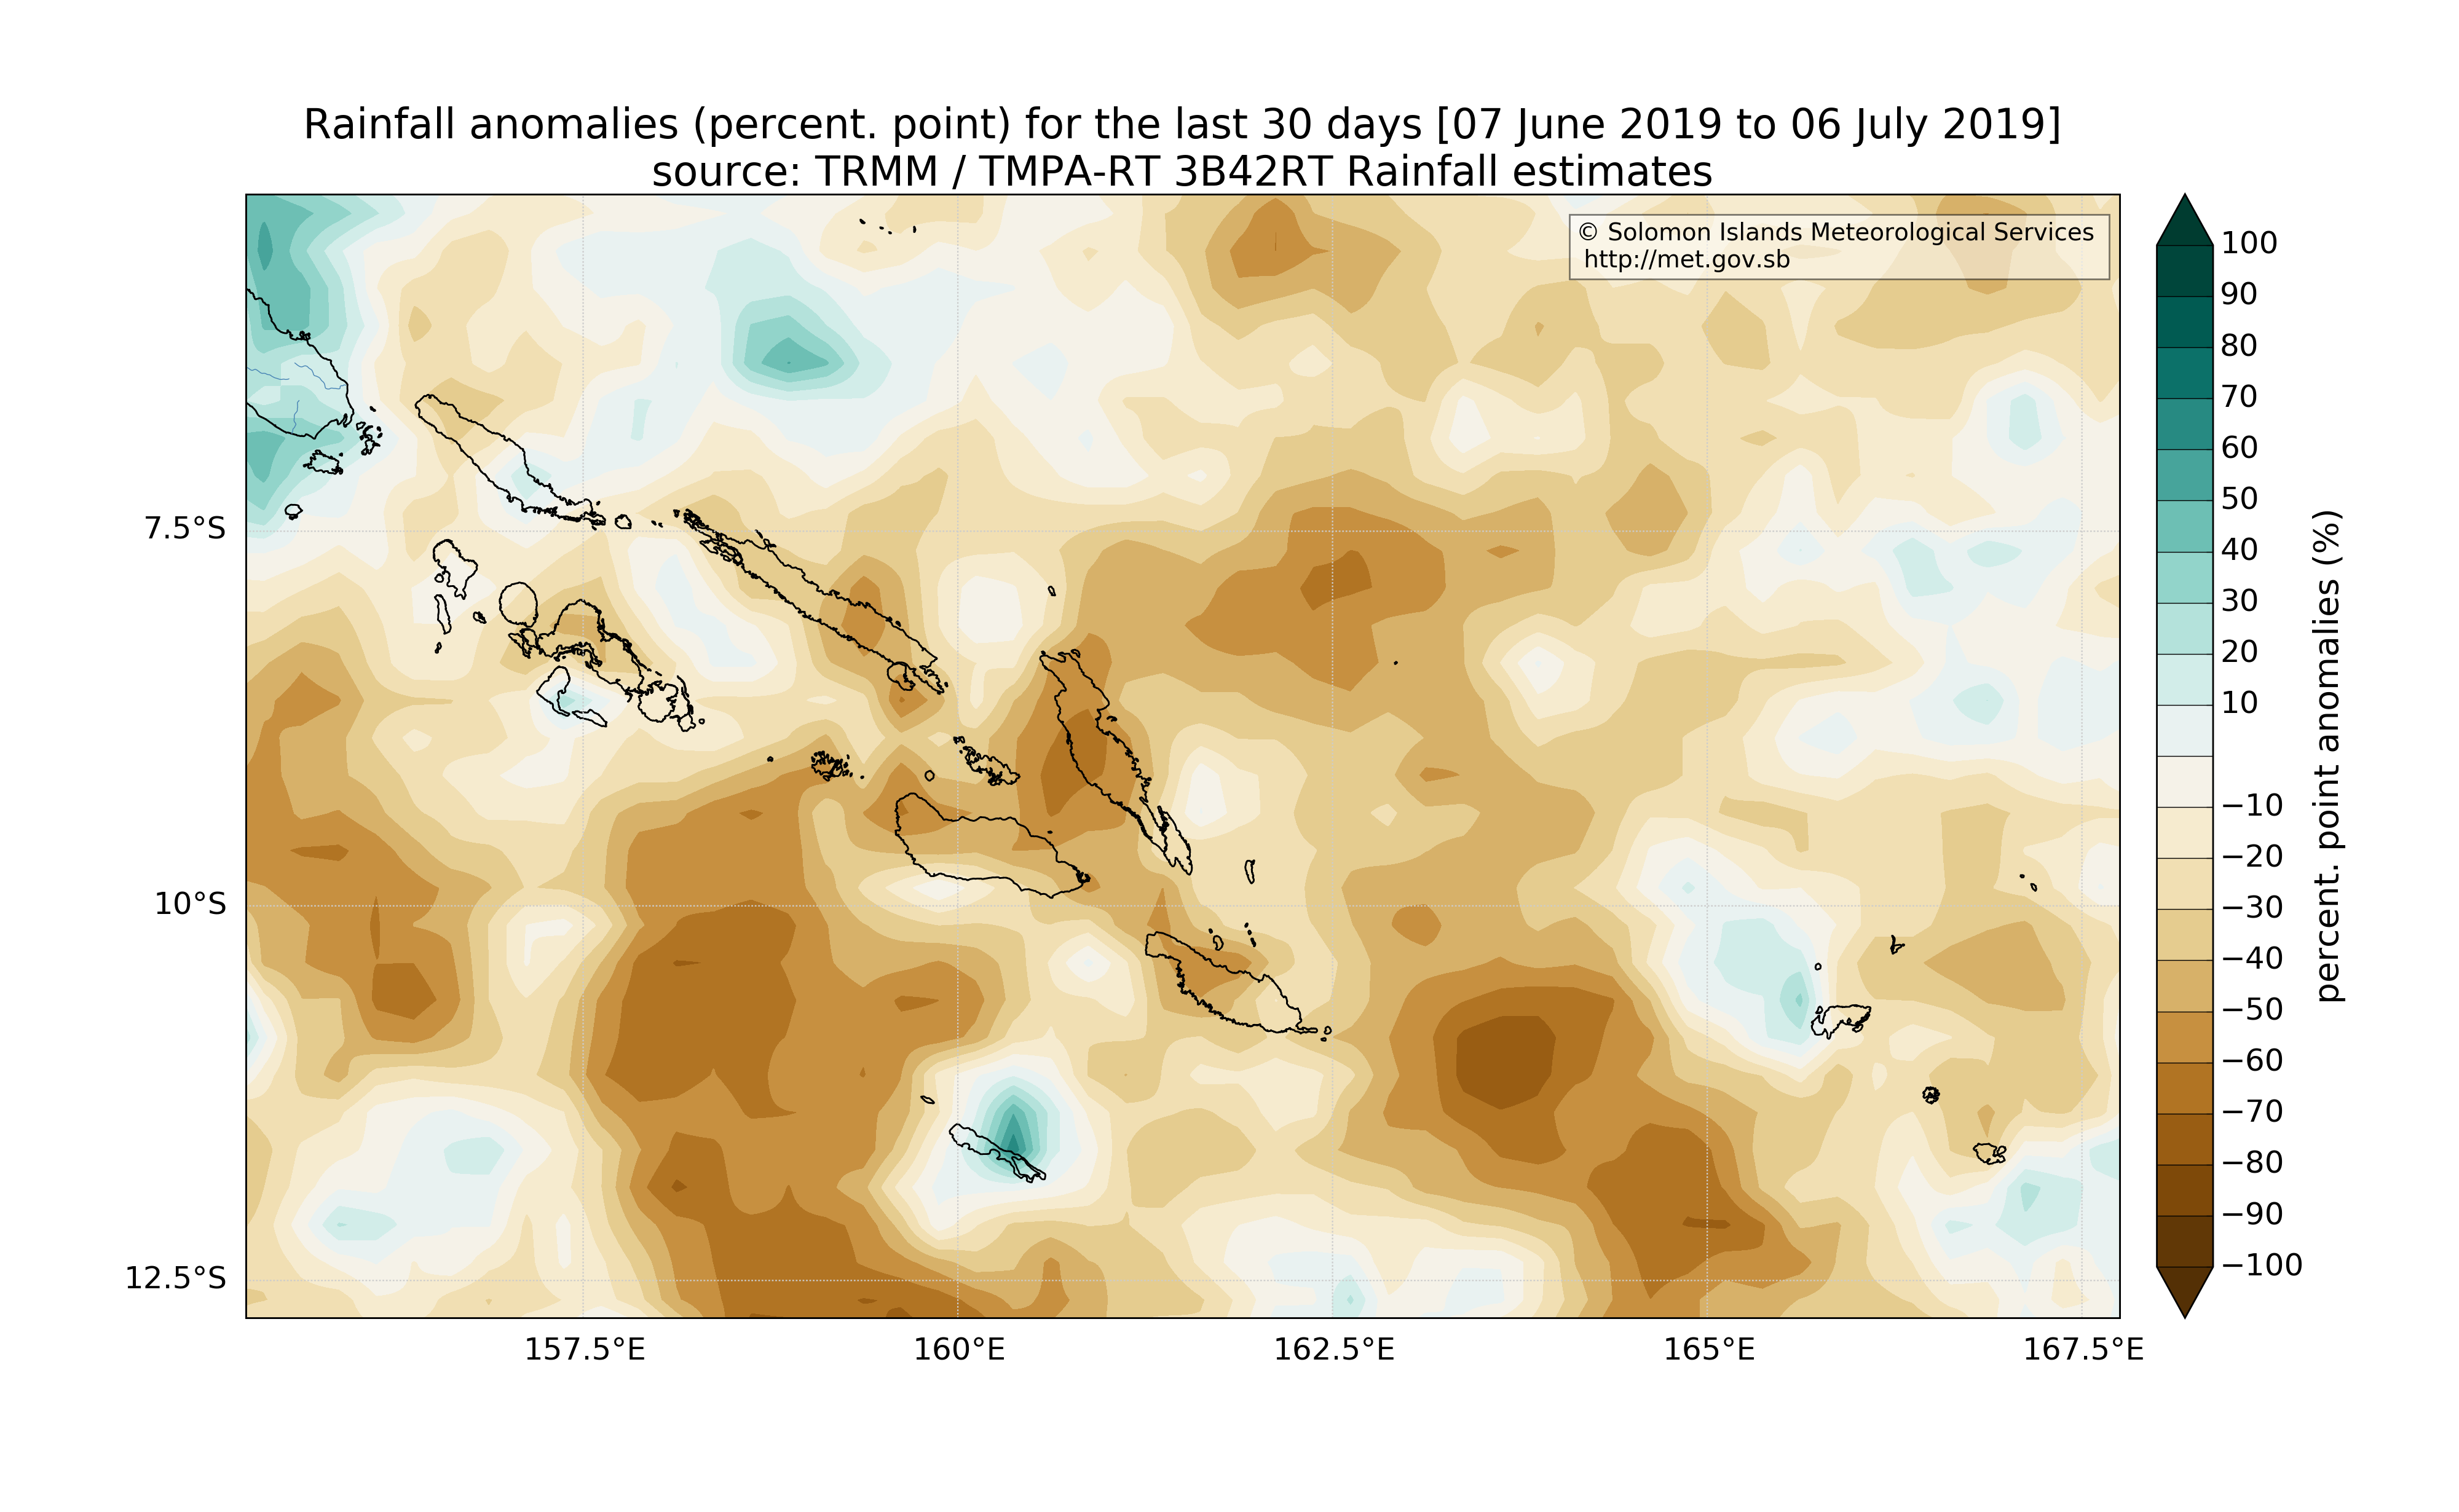 Rainfall anomalies (percent. point) for the last 30 days [07 June 2019 to 06 July 2019]
source: TRMM / TMPA-RT 3B42RT Rainfall estimates
© Solomon Islands Meteorological Services
http://met.gov.sb
7.5°S
10°S
12.5°S
157.5°E
160°E
162.5°E
165°E
167.5°E
100
90
80
70
60
50
40
30
20
10
−10
−20
−30
−40
−50
−60
−70
−80
−90
−100
percent. point anomalies (%)